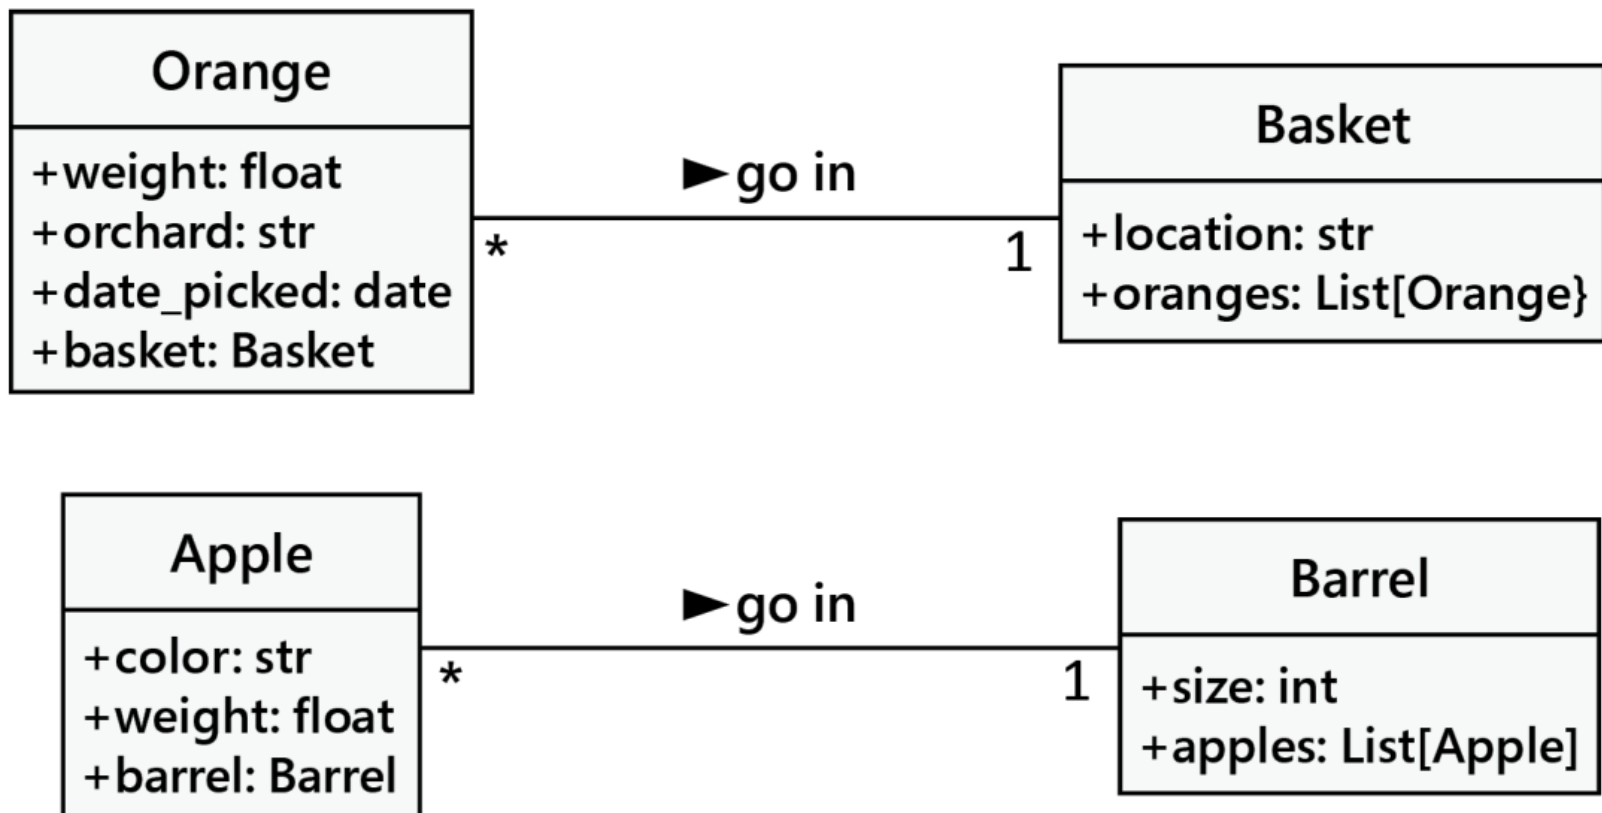 Orange
+weight: float
+orchard: str
+date_picked: date
+basket: Basket
►go in
*
1
Basket
+location: str
+oranges: List[Orange}
Apple
+color: str
+weight: float
+barrel: Barrel
►go in
*
1
Barrel
+size: int
+apples: List[Apple]